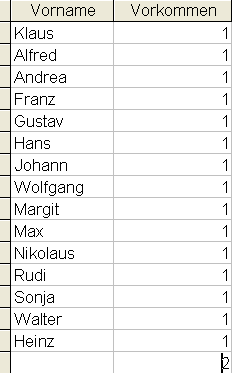 Vorname Vorkommen
Klaus 1
Alfred 1
Andrea 1
Franz 1
Gustav 1
Hans 1
Johann 1
Wolfgang 1
Margit 1
Max 1
Nikolaus 1
Rudi 1
Sonja 1
Walter 1
Heinz 1
2